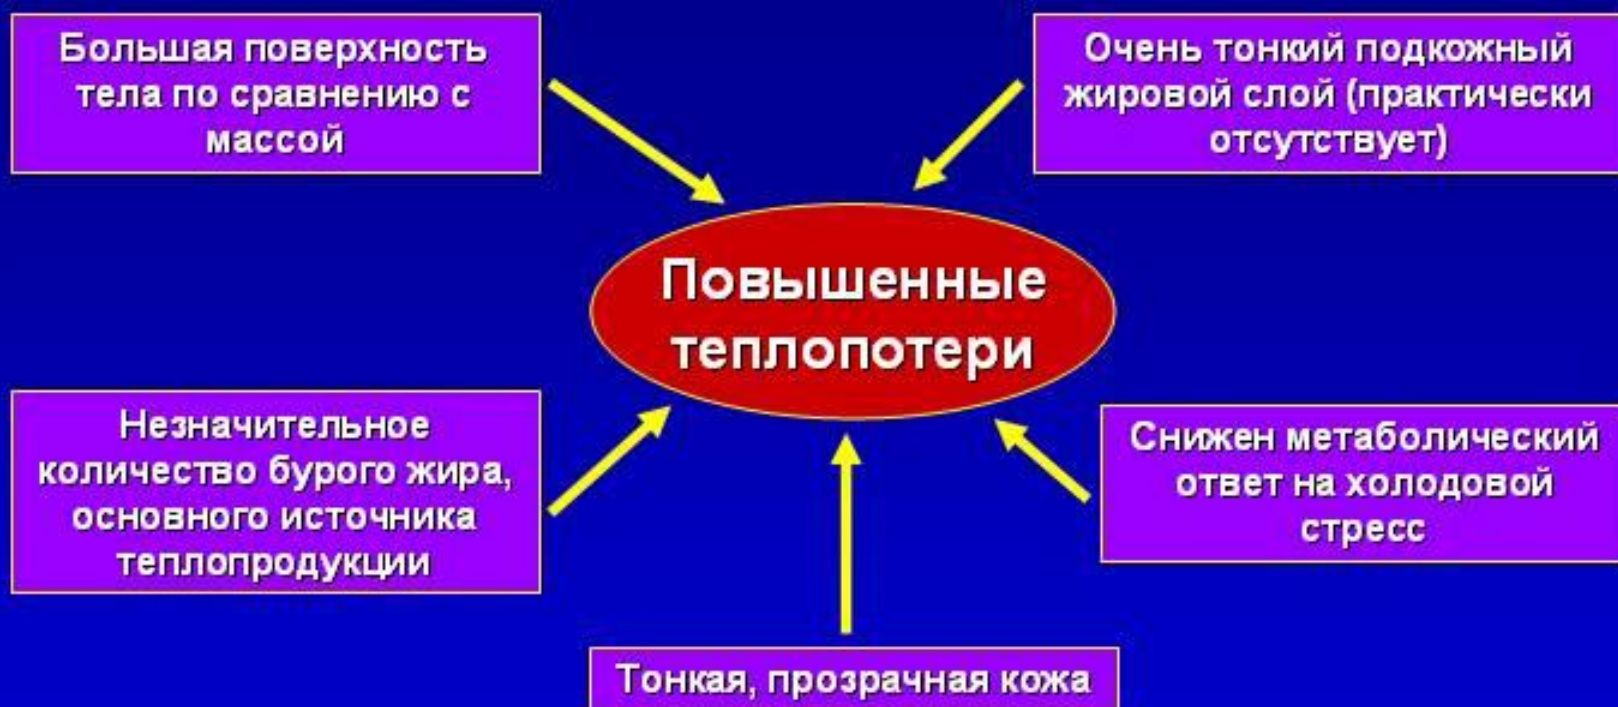 Большая поверхность
тела по сравнению с
массой
Очень тонкий подкожный
жировой слой (практически
отсутствует)
Повышенные
теплопотери
Незначительное
количество бурого жира,
основного источника
теплопродукции
Снижен метаболический
ответ на холодовой
стресс
Тонкая, прозрачная кожа